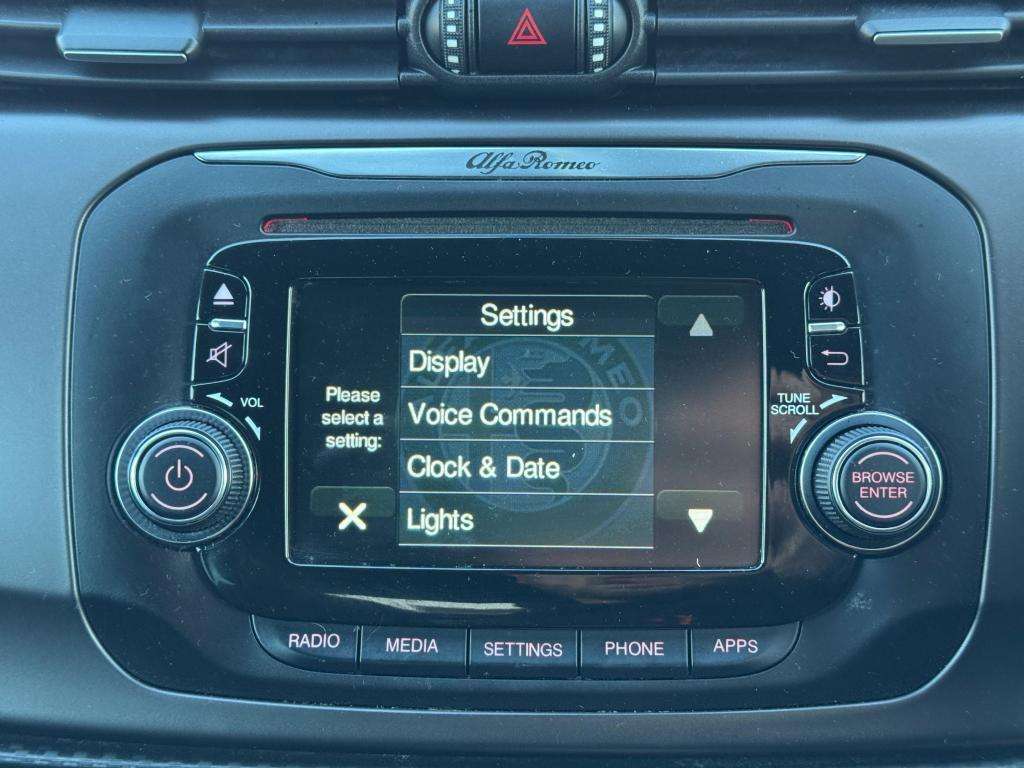 Alfa Romeo
VOL
TUNE
SCROLL
Settings
Display
Voice Commands
Clock & Date
Lights
Please
select a
setting:
BROWSE
ENTER
RADIO
MEDIA
SETTINGS
PHONE
APPS